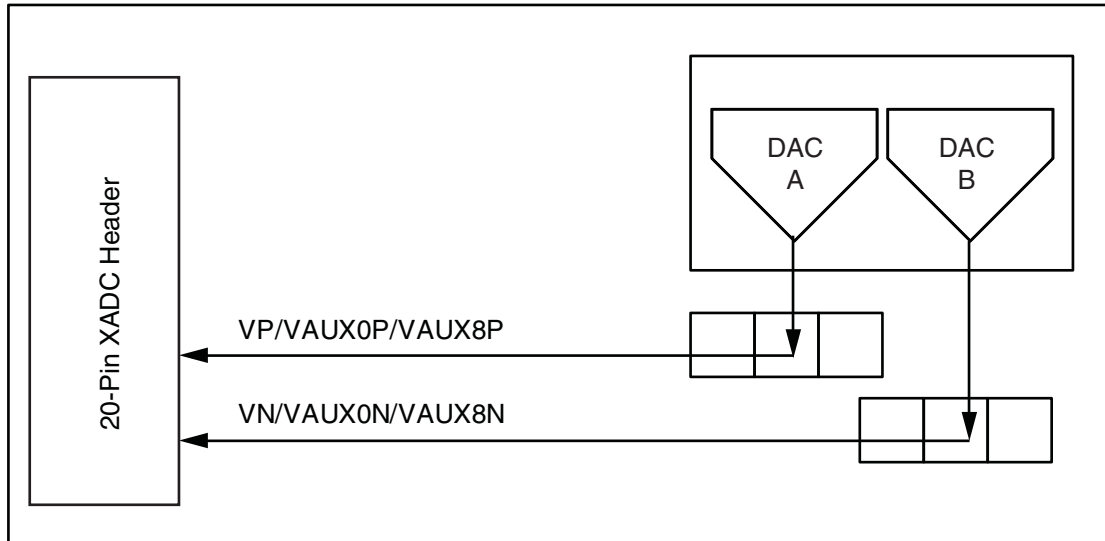 20-Pin XADC Header
DAC
A
DAC
B
VP/VAUX0P/VAUX8P
VN/VAUX0N/VAUX8N